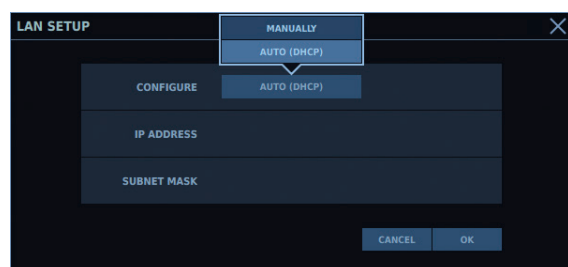 LAN SETUP
MANUALLY
AUTO (DHCP)
CONFIGURE AUTO (DHCP)
IP ADDRESS
SUBNET MASK
CANCEL OK